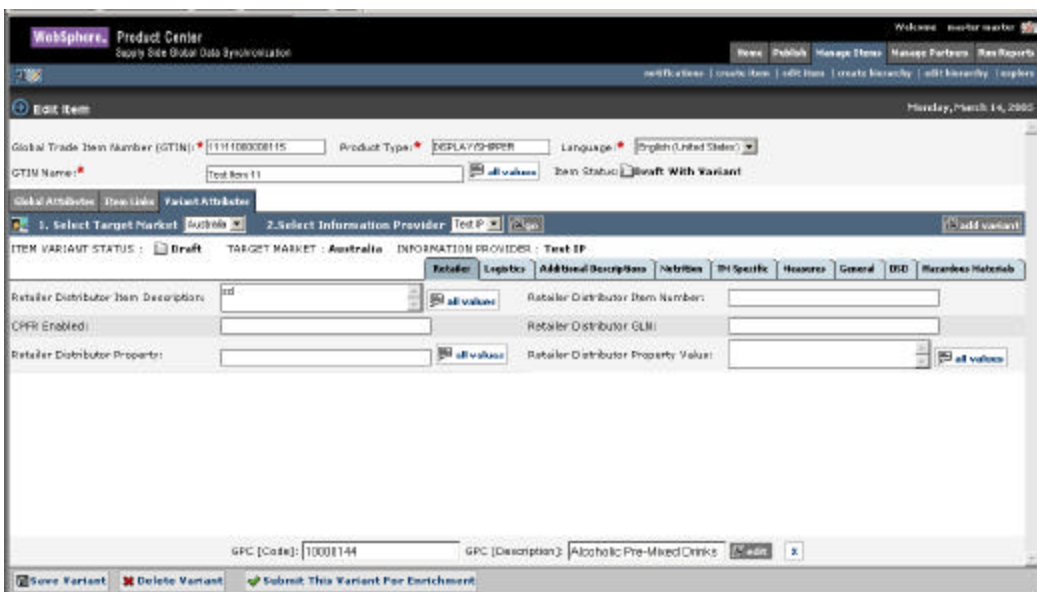 WebSphere. Product Center
Supply Side Global Data Synchronization
Welcome master master
Home Publish Manage Items Manage Partners Run Reports
notifications | create item | edit item | create hierarchy | edit hierarchy | explore
Edit Item Monday, March 14, 2005
Global Trade Item Number (GTIN):* 11111000000115 Product Type:* DISPLAY/SHIPPER Language:* English (United States)
GTIN Name:* Test Item 11 all values Item Status: Draft With Variant
Global Attributes Item Links Variant Attributes
1. Select Target Market Australia 2.Select Information Provider Test IP go add variant
ITEM VARIANT STATUS : Draft TARGET MARKET : Australia INFORMATION PROVIDER : Test IP
Retailer Logistics Additional Descriptions Nutrition TM Specific Measures General DSD Hazardous Materials
Retailer Distributor Item Description: all values Retailer Distributor Item Number:
CPFR Enabled: Retailer Distributor GLN:
Retailer Distributor Property: all values Retailer Distributor Property Value: all values
GPC [Code]: 10000144 GPC [Description]: Alcoholic Pre-Mixed Drinks edit x
Save Variant Delete Variant Submit This Variant For Enrichment